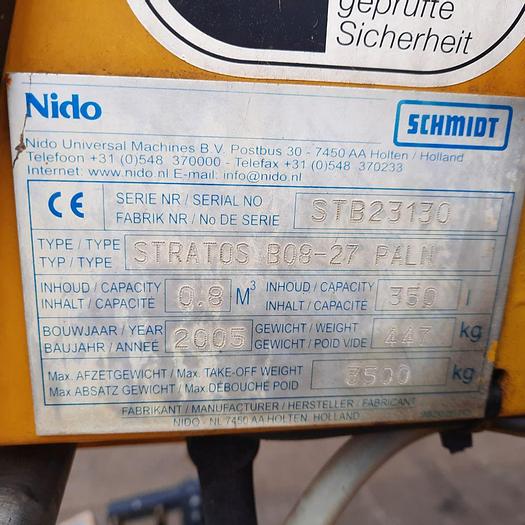 geprüfte
Sicherheit
Nido
SCHMIDT
Nido Universal Machines B.V. Postbus 30 - 7450 AA Holten / Holland
Telefoon +31 (0)548 370000 - Telefax +31 (0)548 370233
Internet: www.nido.nl E-mail: info@nido.nl
CE
SERIE NR / SERIAL NO
FABRIK NR / No DE SERIE
STB23130
TYPE / TYPE
TYP / TYPE
STRATOS B08-27 PALN
INHOUD / CAPACITY
INHALT / CAPACITY
0.8 M³
INHOUD / CAPACITY
INHALT / CAPACITY
350 l
BOUWJAAR / YEAR
BAUJAHR / ANNEÉ
2005
GEWICHT / WEIGHT
GEWICHT / POID VIDE
447 kg
Max. AFZETGEWICHT / Max. TAKE-OFF WEIGHT
Max ABSATZ GEWICHT / Max.DÉBOUCHE POID
3500 kg
FABRIKANT / MANUFACTURER / HERSTELLER / FABRICANT
NIDO - NL 7450 AA HOLTEN, HOLLAND